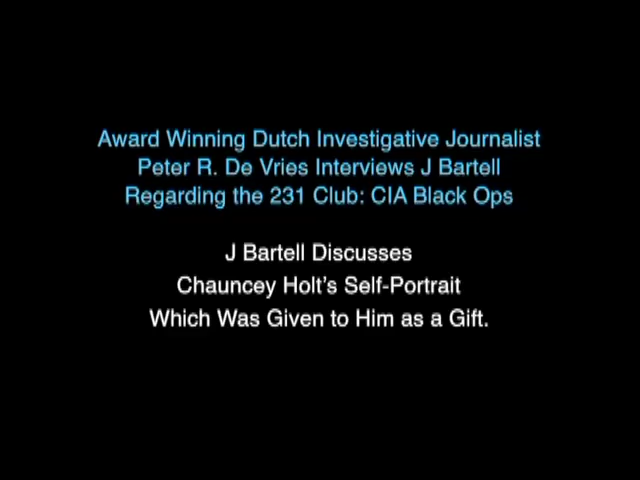 Award Winning Dutch Investigative Journalist
Peter R. De Vries Interviews J Bartell
Regarding the 231 Club: CIA Black Ops
J Bartell Discusses
Chauncey Holt's Self-Portrait
Which Was Given to Him as a Gift.